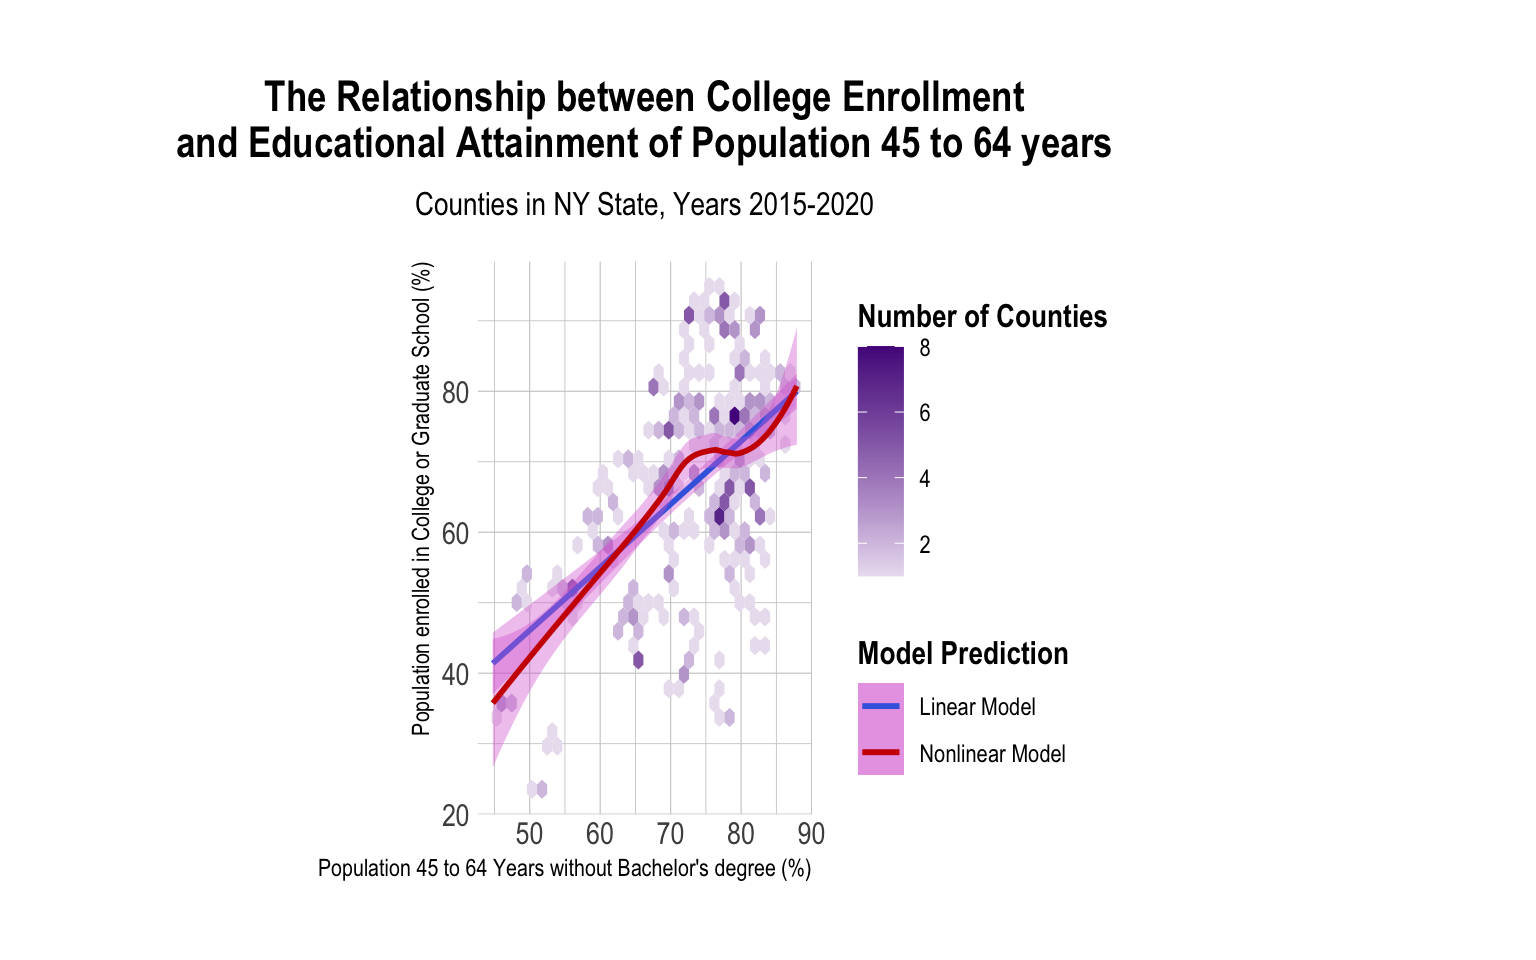 The Relationship between College Enrollment
and Educational Attainment of Population 45 to 64 years
Counties in NY State, Years 2015-2020
Population enrolled in College or Graduate School (%)
80
60
40
20
50 60 70 80 90
Population 45 to 64 Years without Bachelor's degree (%)
Number of Counties
8
6
4
2
Model Prediction
Linear Model
Nonlinear Model